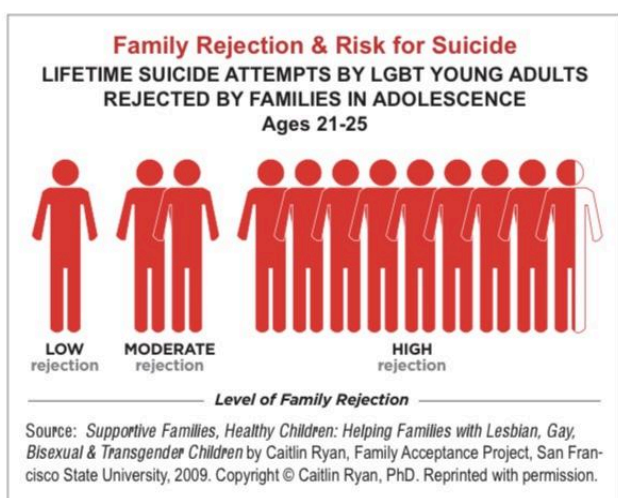 Family Rejection & Risk for Suicide
LIFETIME SUICIDE ATTEMPTS BY LGBT YOUNG ADULTS
REJECTED BY FAMILIES IN ADOLESCENCE
Ages 21-25
LOW
rejection
MODERATE
rejection
HIGH
rejection
Level of Family Rejection
Source: Supportive Families, Healthy Children: Helping Families with Lesbian, Gay,
Bisexual & Transgender Children by Caitlin Ryan, Family Acceptance Project, San Fran-
cisco State University, 2009. Copyright © Caitlin Ryan, PhD. Reprinted with permission.